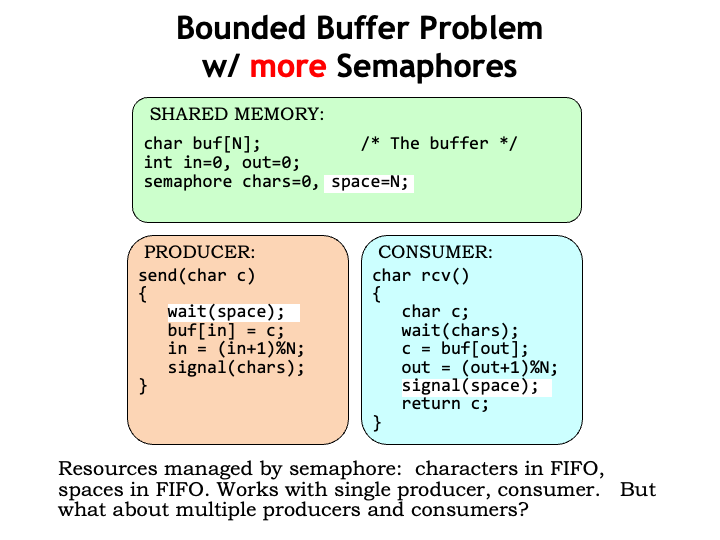 Bounded Buffer Problem
w/ more Semaphores
SHARED MEMORY:
char buf[N]; /* The buffer */
int in=0, out=0;
semaphore chars=0, space=N;
PRODUCER:
send(char c)
{
wait(space);
buf[in] = c;
in = (in+1)%N;
signal(chars);
}
CONSUMER:
char rcv()
{
char c;
wait(chars);
c = buf[out];
out = (out+1)%N;
signal(space);
return c;
}
Resources managed by semaphore: characters in FIFO,
spaces in FIFO. Works with single producer, consumer. But
what about multiple producers and consumers?